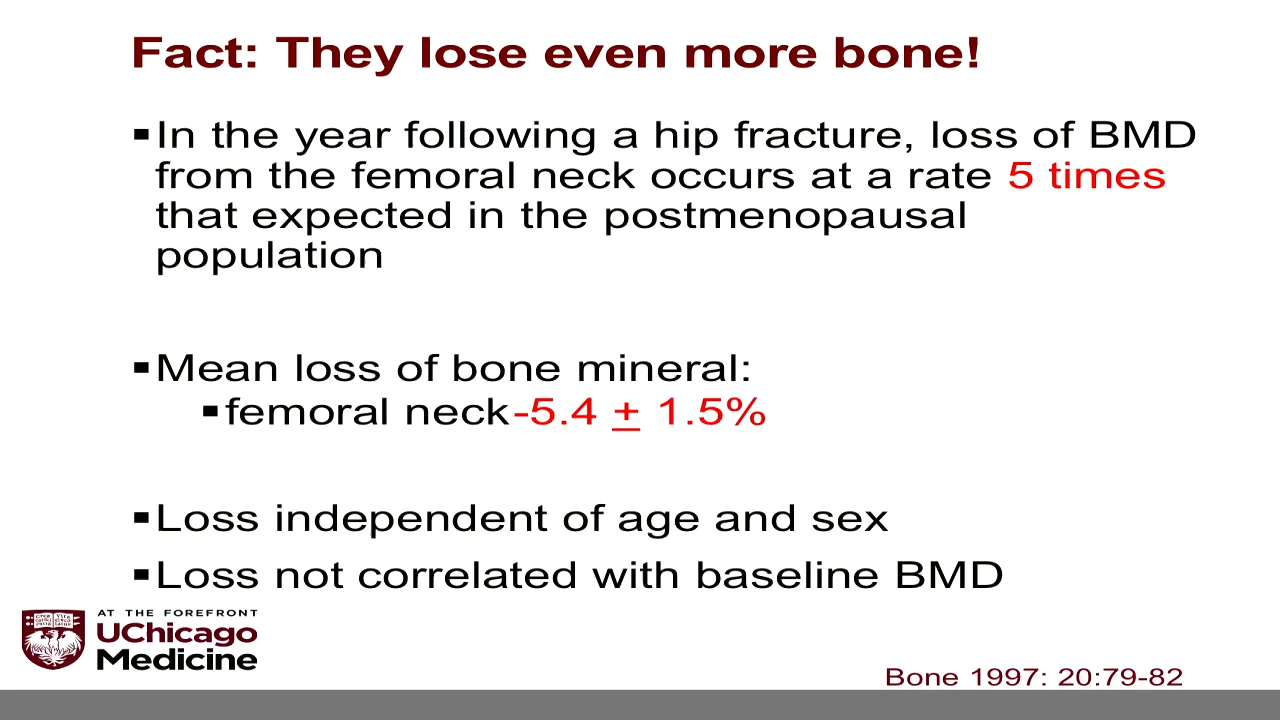 Fact: They lose even more bone!
▪In the year following a hip fracture, loss of BMD
from the femoral neck occurs at a rate 5 times
that expected in the postmenopausal
population
▪Mean loss of bone mineral:
▪femoral neck-5.4 ± 1.5%
▪Loss independent of age and sex
▪Loss not correlated with baseline BMD
AT THE FOREFRONT
UChicago
Medicine
Bone 1997: 20:79-82